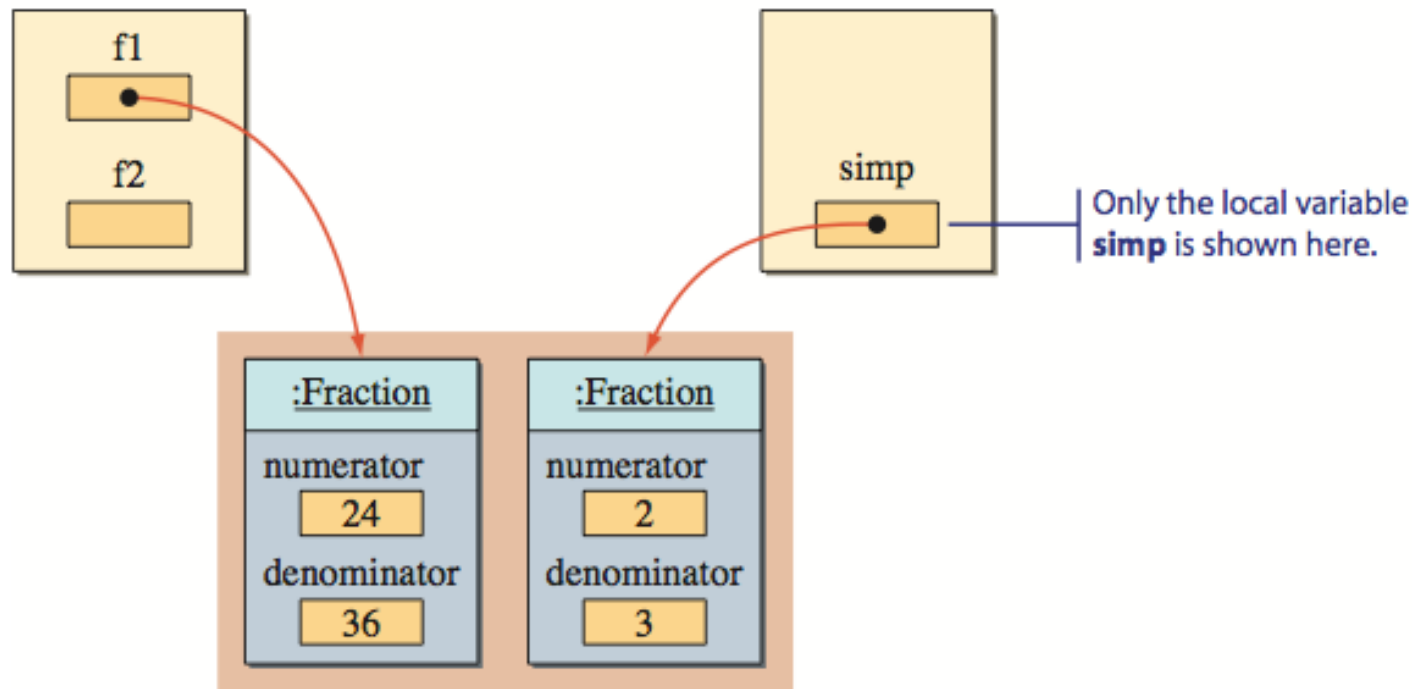 f1
f2
simp
Only the local variable
simp is shown here.
:Fraction
numerator
24
denominator
36
:Fraction
numerator
2
denominator
3